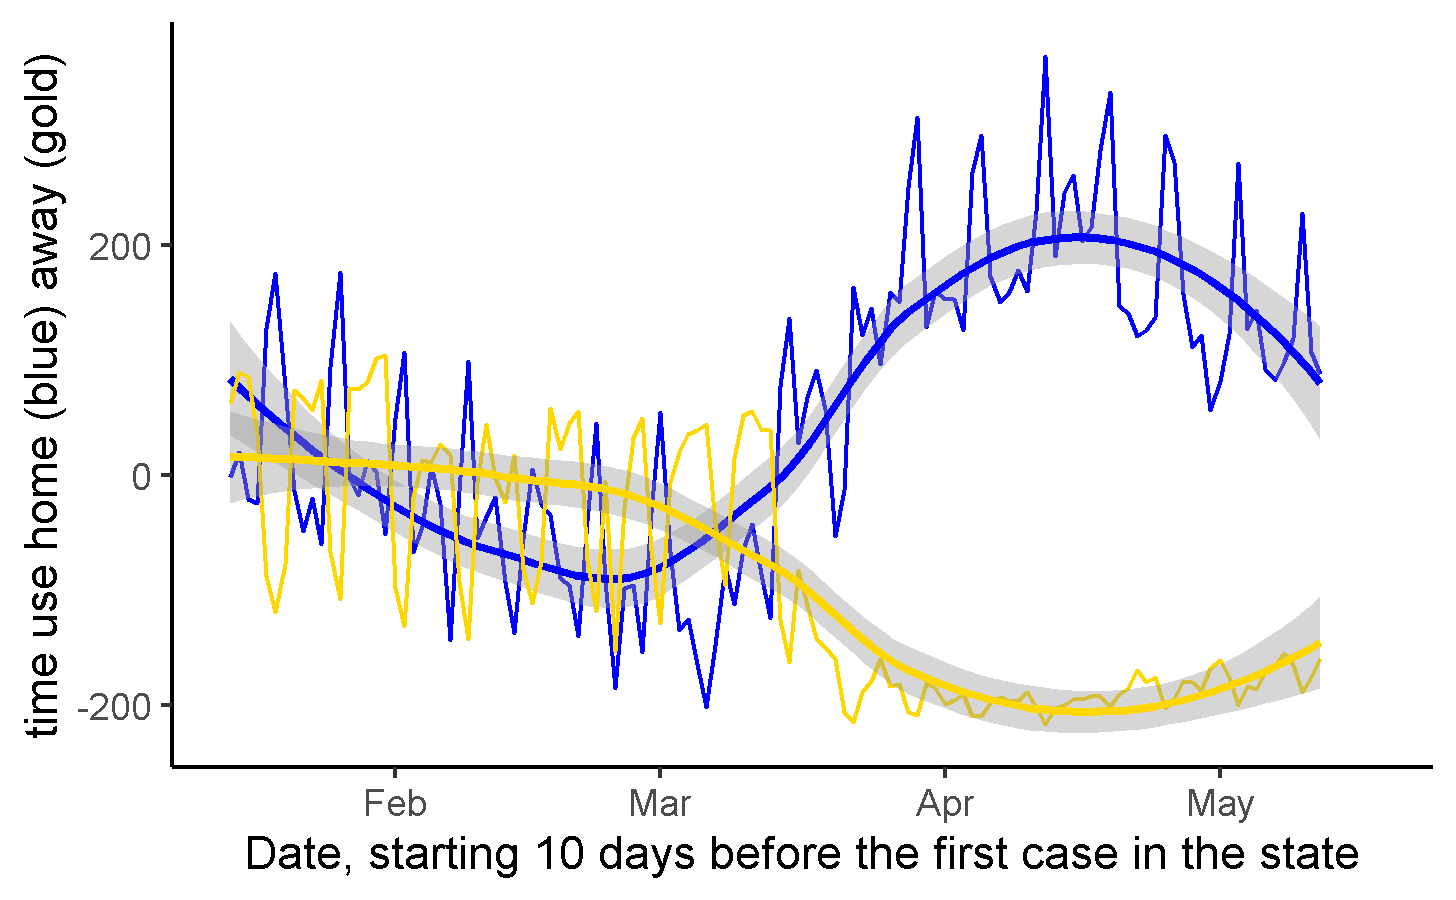 time use home (blue) away (gold)
200
0
-200
Feb Mar Apr May
Date, starting 10 days before the first case in the state